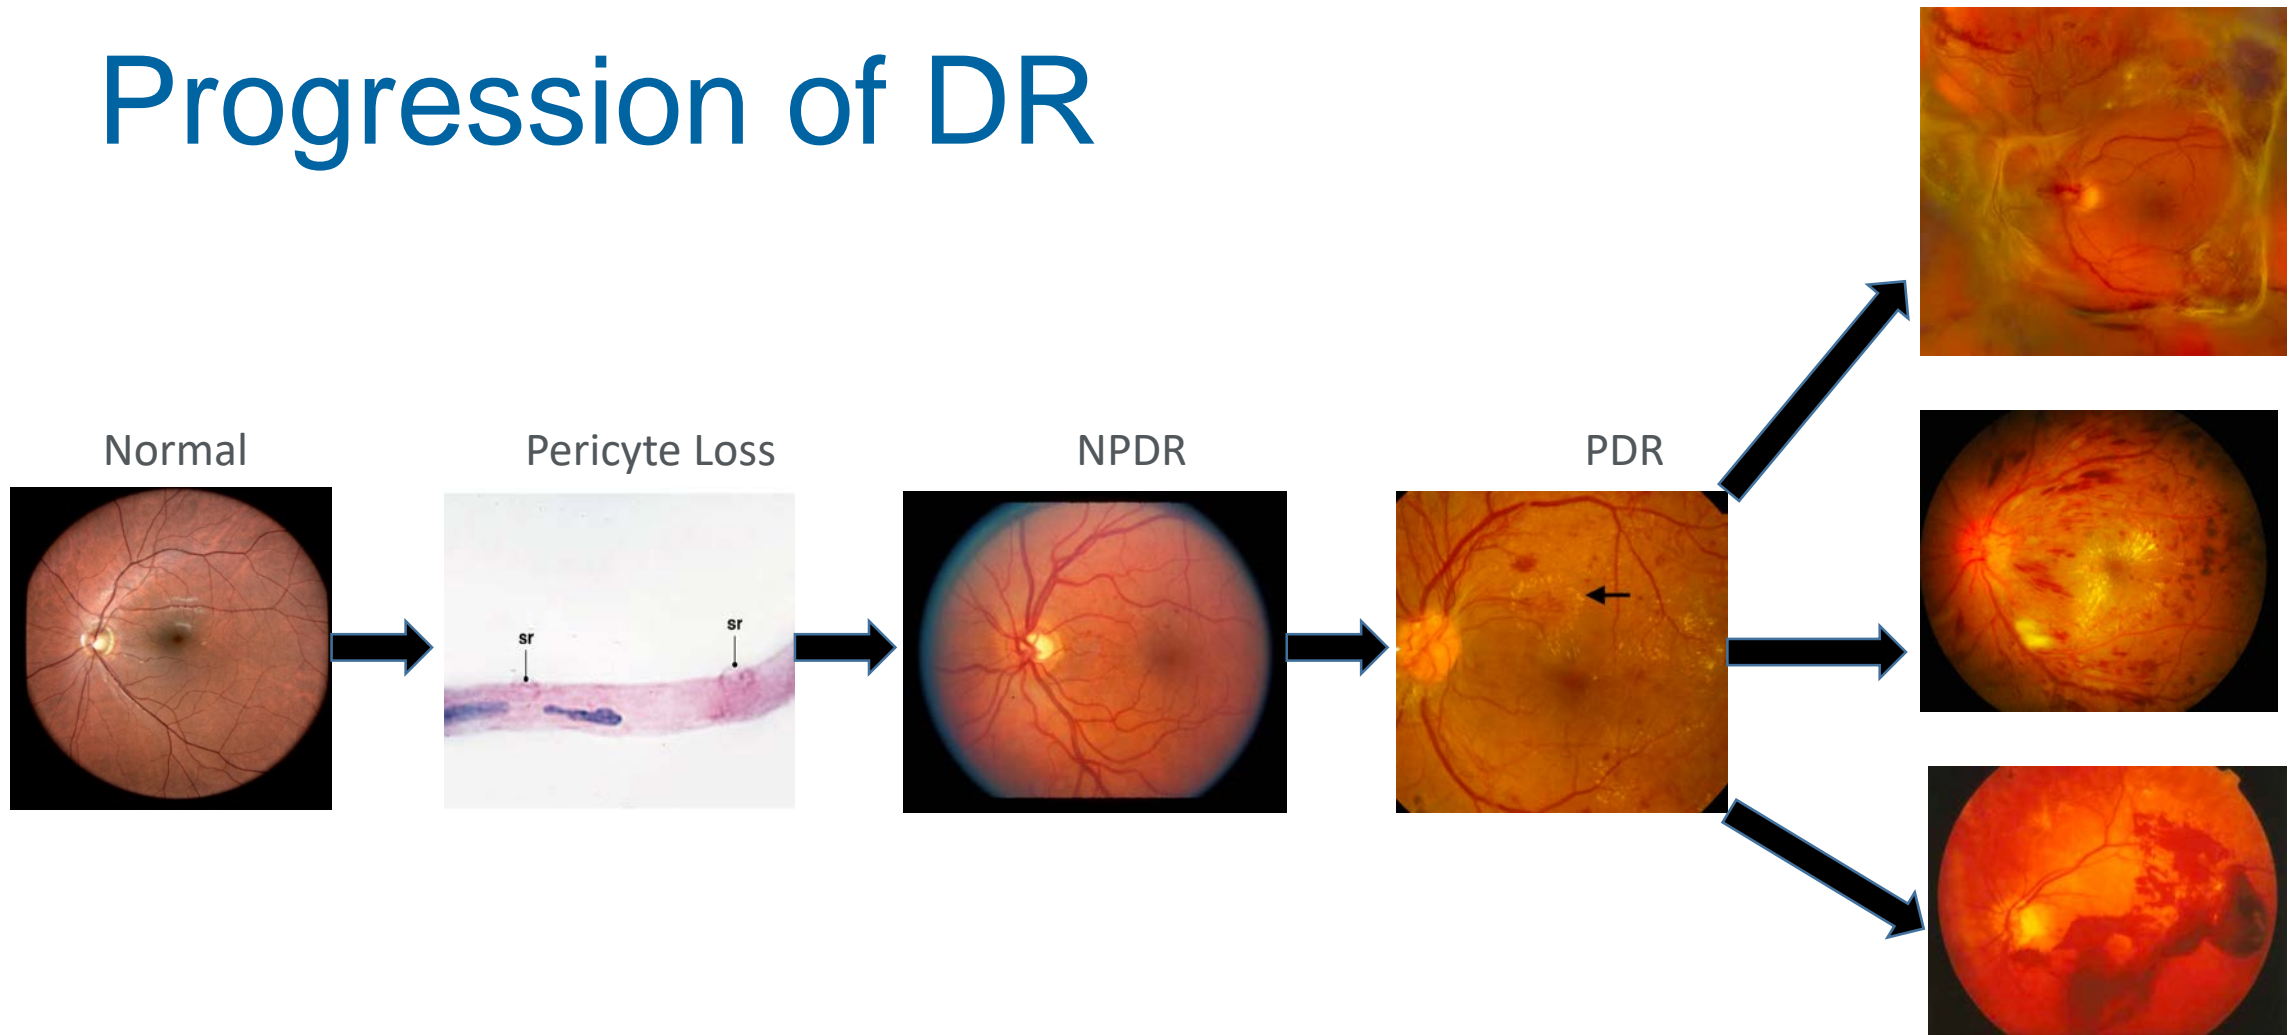 Progression of DR
Normal
Pericyte Loss
NPDR
PDR
sr
sr